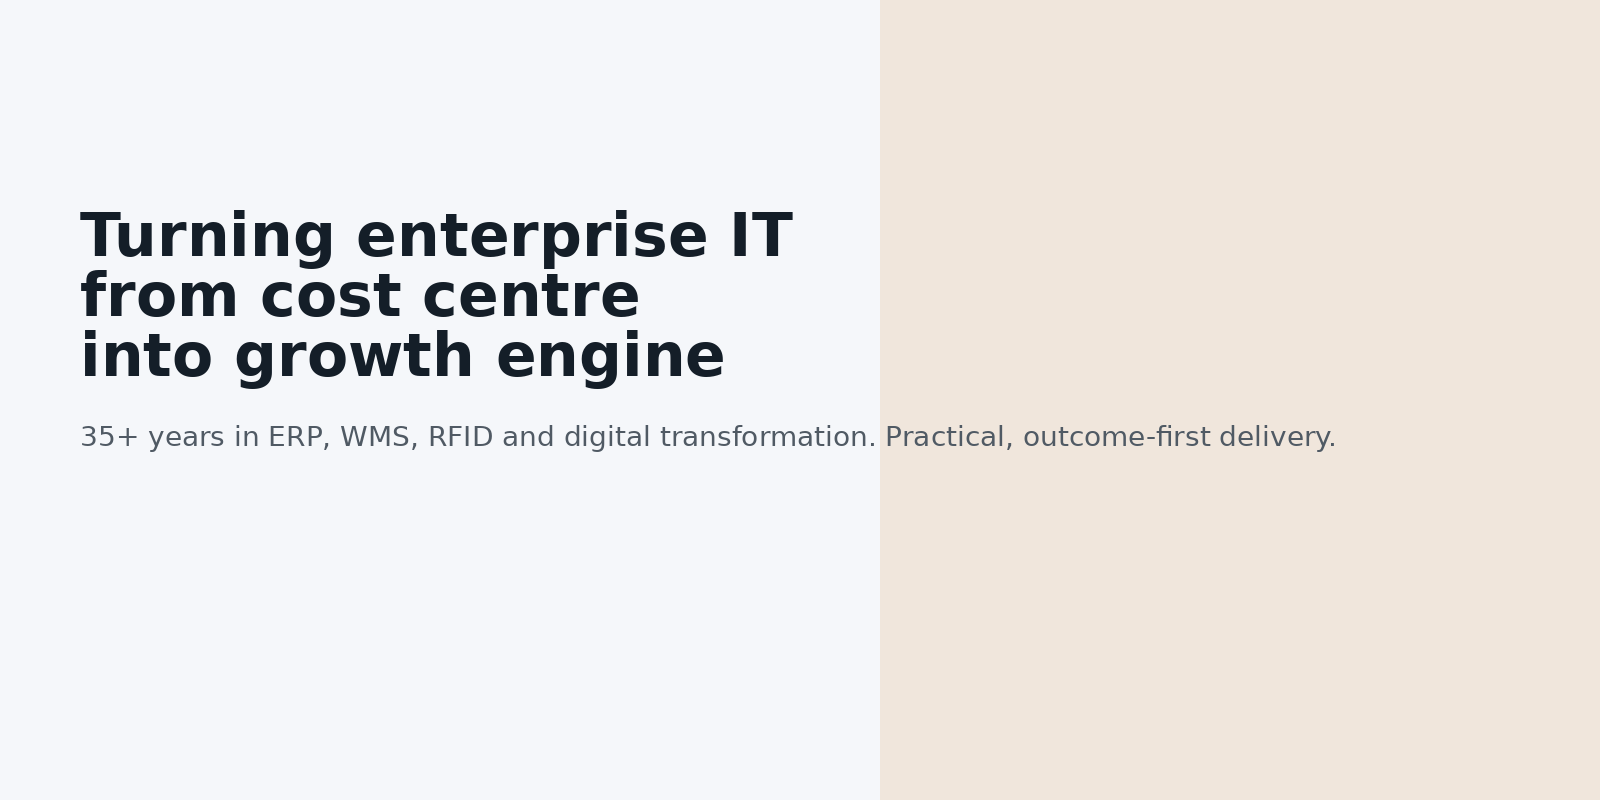 Turning enterprise IT
from cost centre
into growth engine
35+ years in ERP, WMS, RFID and digital transformation. Practical, outcome-first delivery.